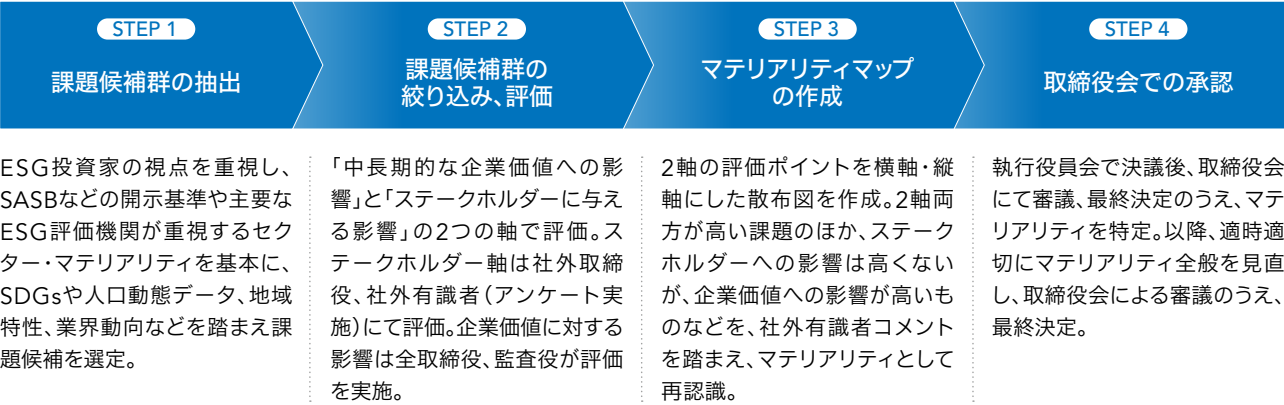 STEP 1
課題候補群の抽出
ESG投資家の視点を重視し、
SASBなどの開示基準や主要な
ESG評価機関が重視するセク
ター・マテリアリティを基本に、
SDGsや人口動態データ、地域
特性、業界動向などを踏まえ課
題候補を選定。
STEP 2
課題候補群の
絞り込み、評価
「中長期的な企業価値への影
響」と「ステークホルダーに与え
る影響」の2つの軸で評価。ス
テークホルダー軸は社外取締
役、社外有識者（アンケート実
施）にて評価。企業価値に対する
影響は全取締役、監査役が評価
を実施。
STEP 3
マテリアリティマップ
の作成
2軸の評価ポイントを横軸・縦
軸にした散布図を作成。2軸両
方が高い課題のほか、ステーク
ホルダーへの影響は高くない
が、企業価値への影響が高いも
のなどを、社外有識者コメント
を踏まえ、マテリアリティとして
再認識。
STEP 4
取締役会での承認
執行役員会で決議後、取締役会
にて審議、最終決定のうえ、マテ
リアリティを特定。以降、適時適
切にマテリアリティ全般を見直
し、取締役会による審議のうえ、
最終決定。